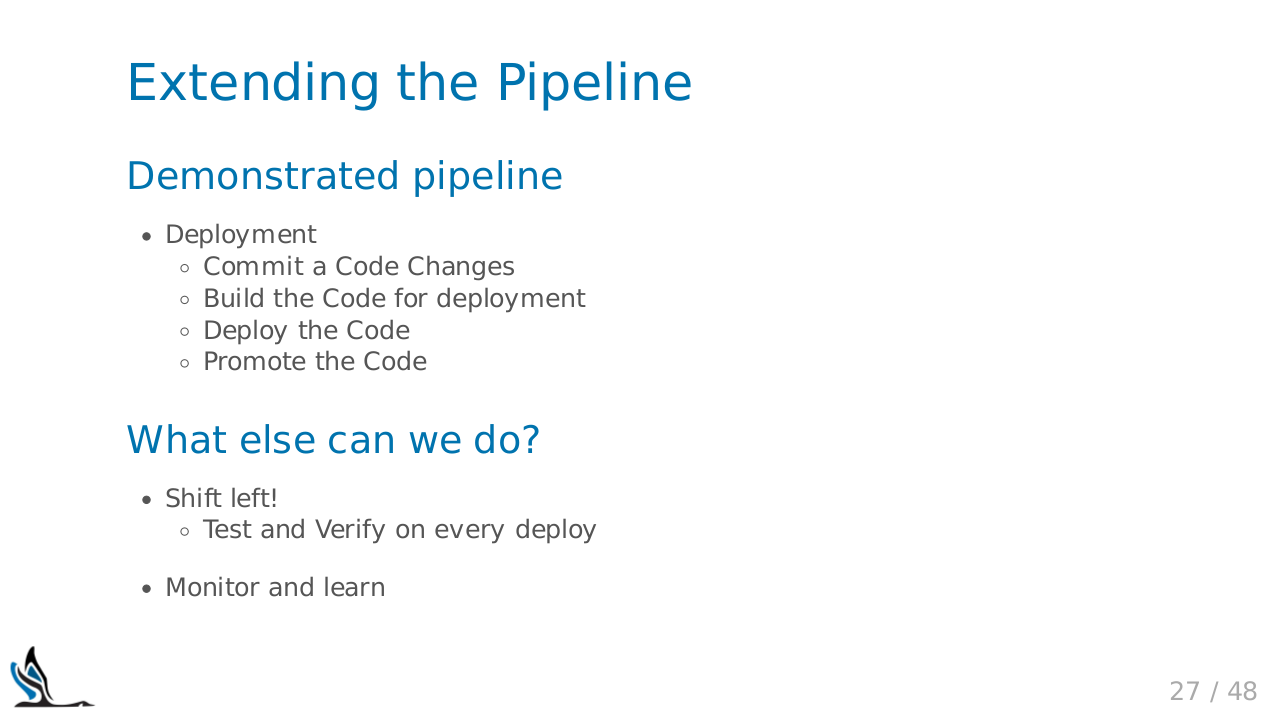 Extending the Pipeline
Demonstrated pipeline
Deployment
Commit a Code Changes
Build the Code for deployment
Deploy the Code
Promote the Code
What else can we do?
Shift left!
Test and Verify on every deploy
Monitor and learn
27 / 48